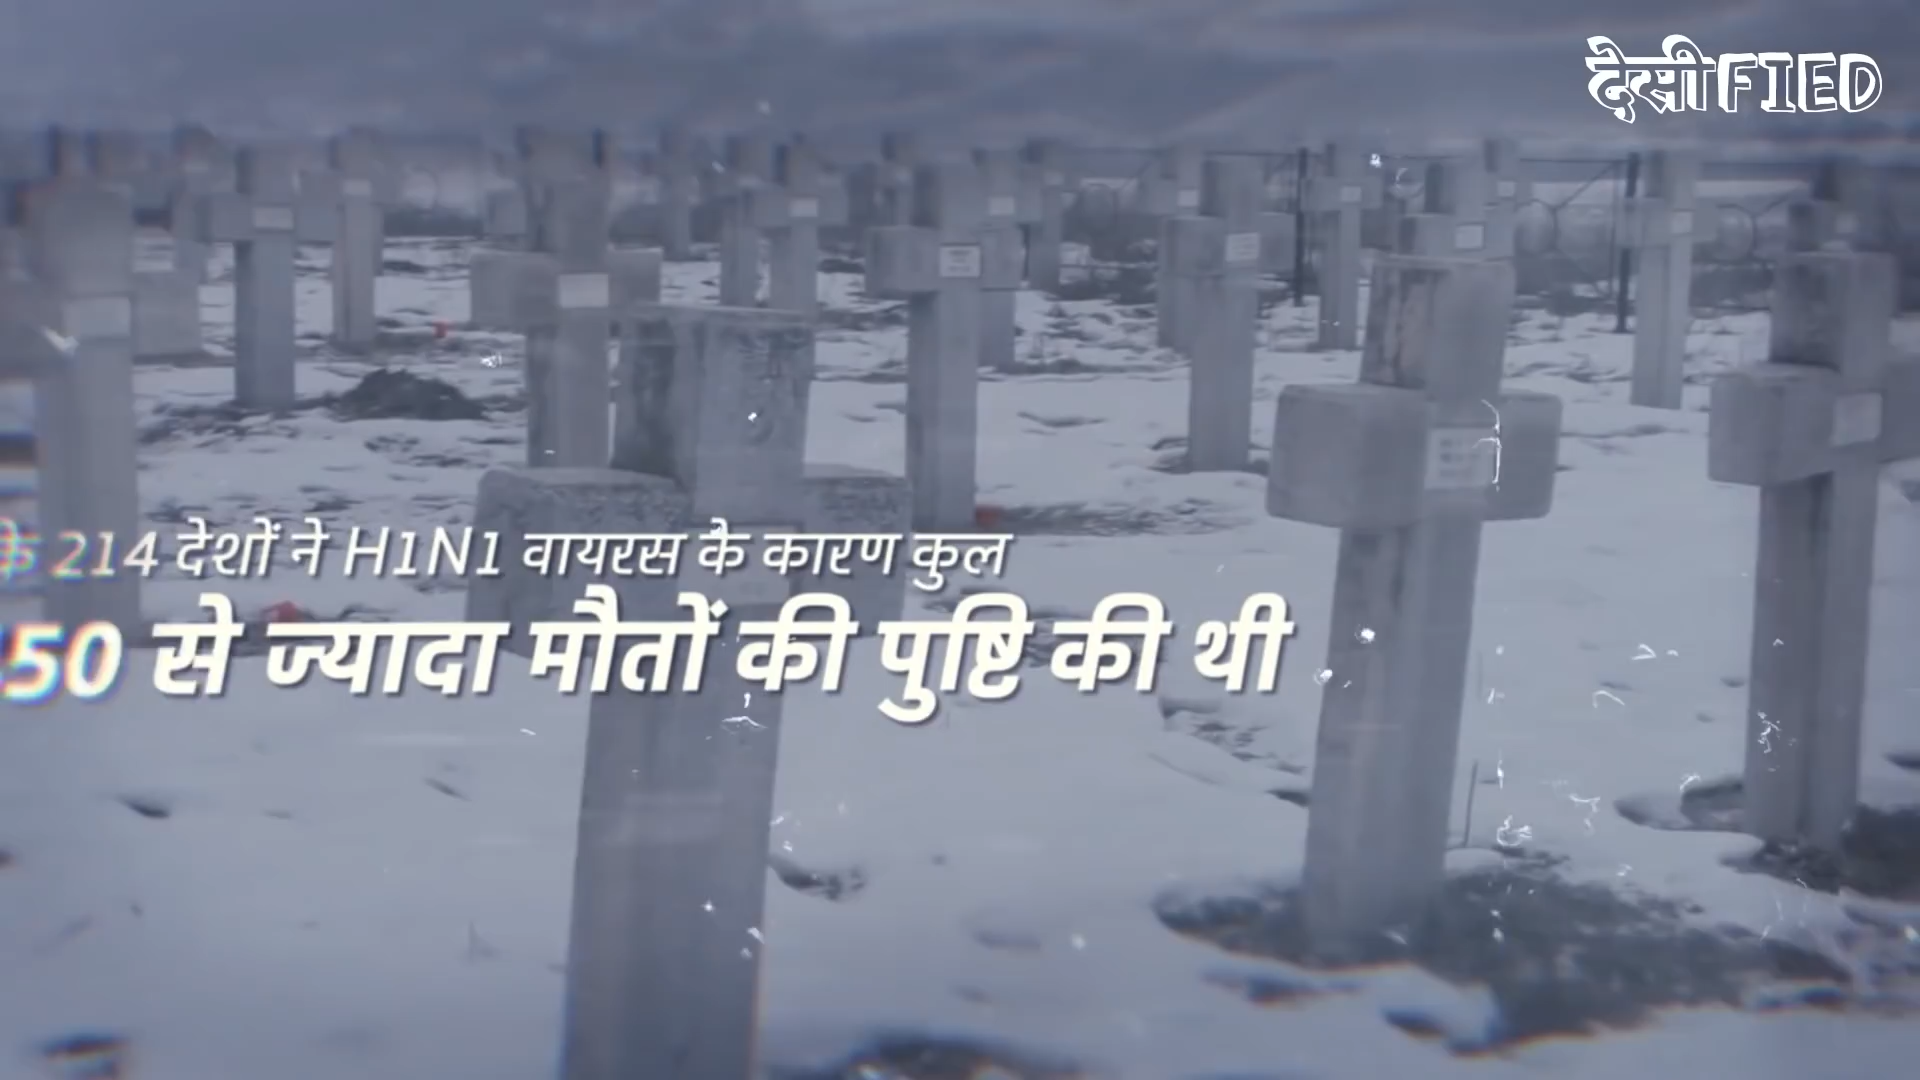 देसीFIED
के 214 देशों ने H1N1 वायरस के कारण कुल
50 से ज्यादा मौतों की पुष्टि की थी